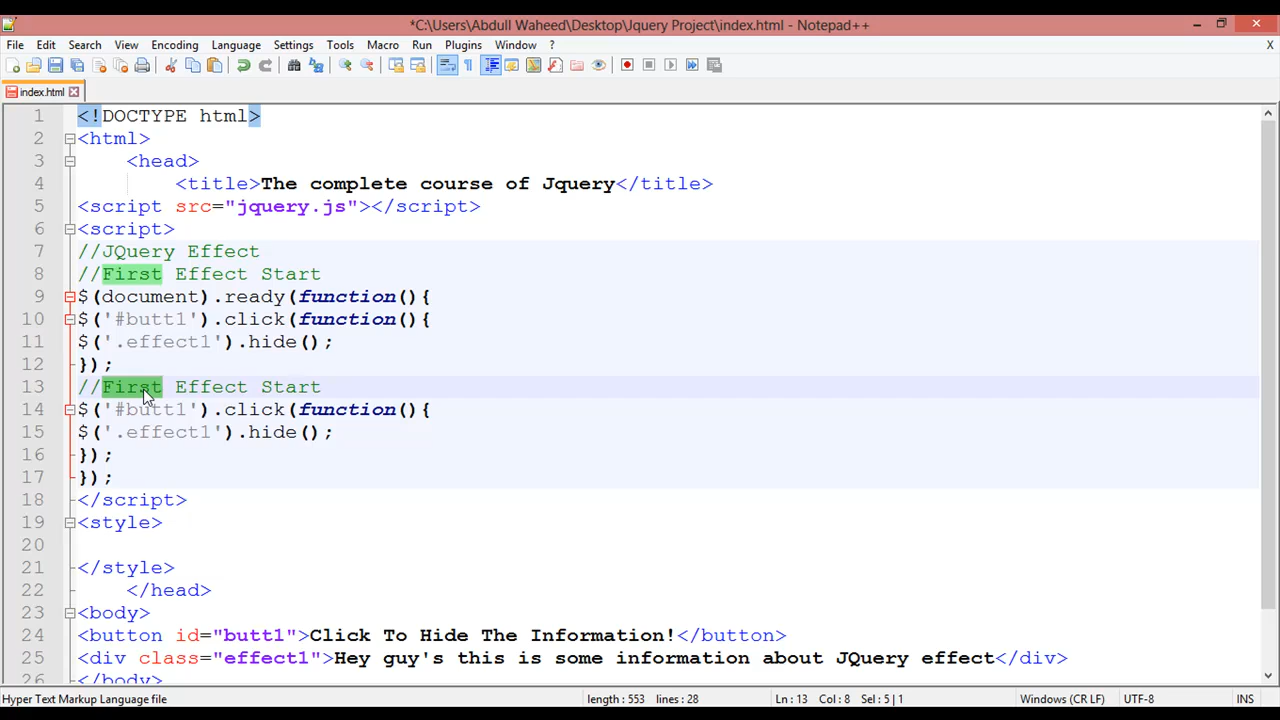 *C:\Users\Abdull Waheed\Desktop\Jquery Project\index.html - Notepad++
File Edit Search View Encoding Language Settings Tools Macro Run Plugins Window ? X
index.html
1 <!DOCTYPE html>
2 <html>
3 <head>
4 <title>The complete course of Jquery</title>
5 <script src="jquery.js"></script>
6 <script>
7 //JQuery Effect
8 //First Effect Start
9 $(document).ready(function(){
10 $('#butt1').click(function(){
11 $('.effect1').hide();
12 });
13 //First Effect Start
14 $('#butt1').click(function(){
15 $('.effect1').hide();
16 });
17 });
18 </script>
19 <style>
20
21 </style>
22 </head>
23 <body>
24 <button id="butt1">Click To Hide The Information!</button>
25 <div class="effect1">Hey guy's this is some information about JQuery effect</div>
26 </body>
Hyper Text Markup Language file length : 553 lines : 28 Ln : 13 Col : 8 Sel : 5 | 1 Windows (CR LF) UTF-8 INS